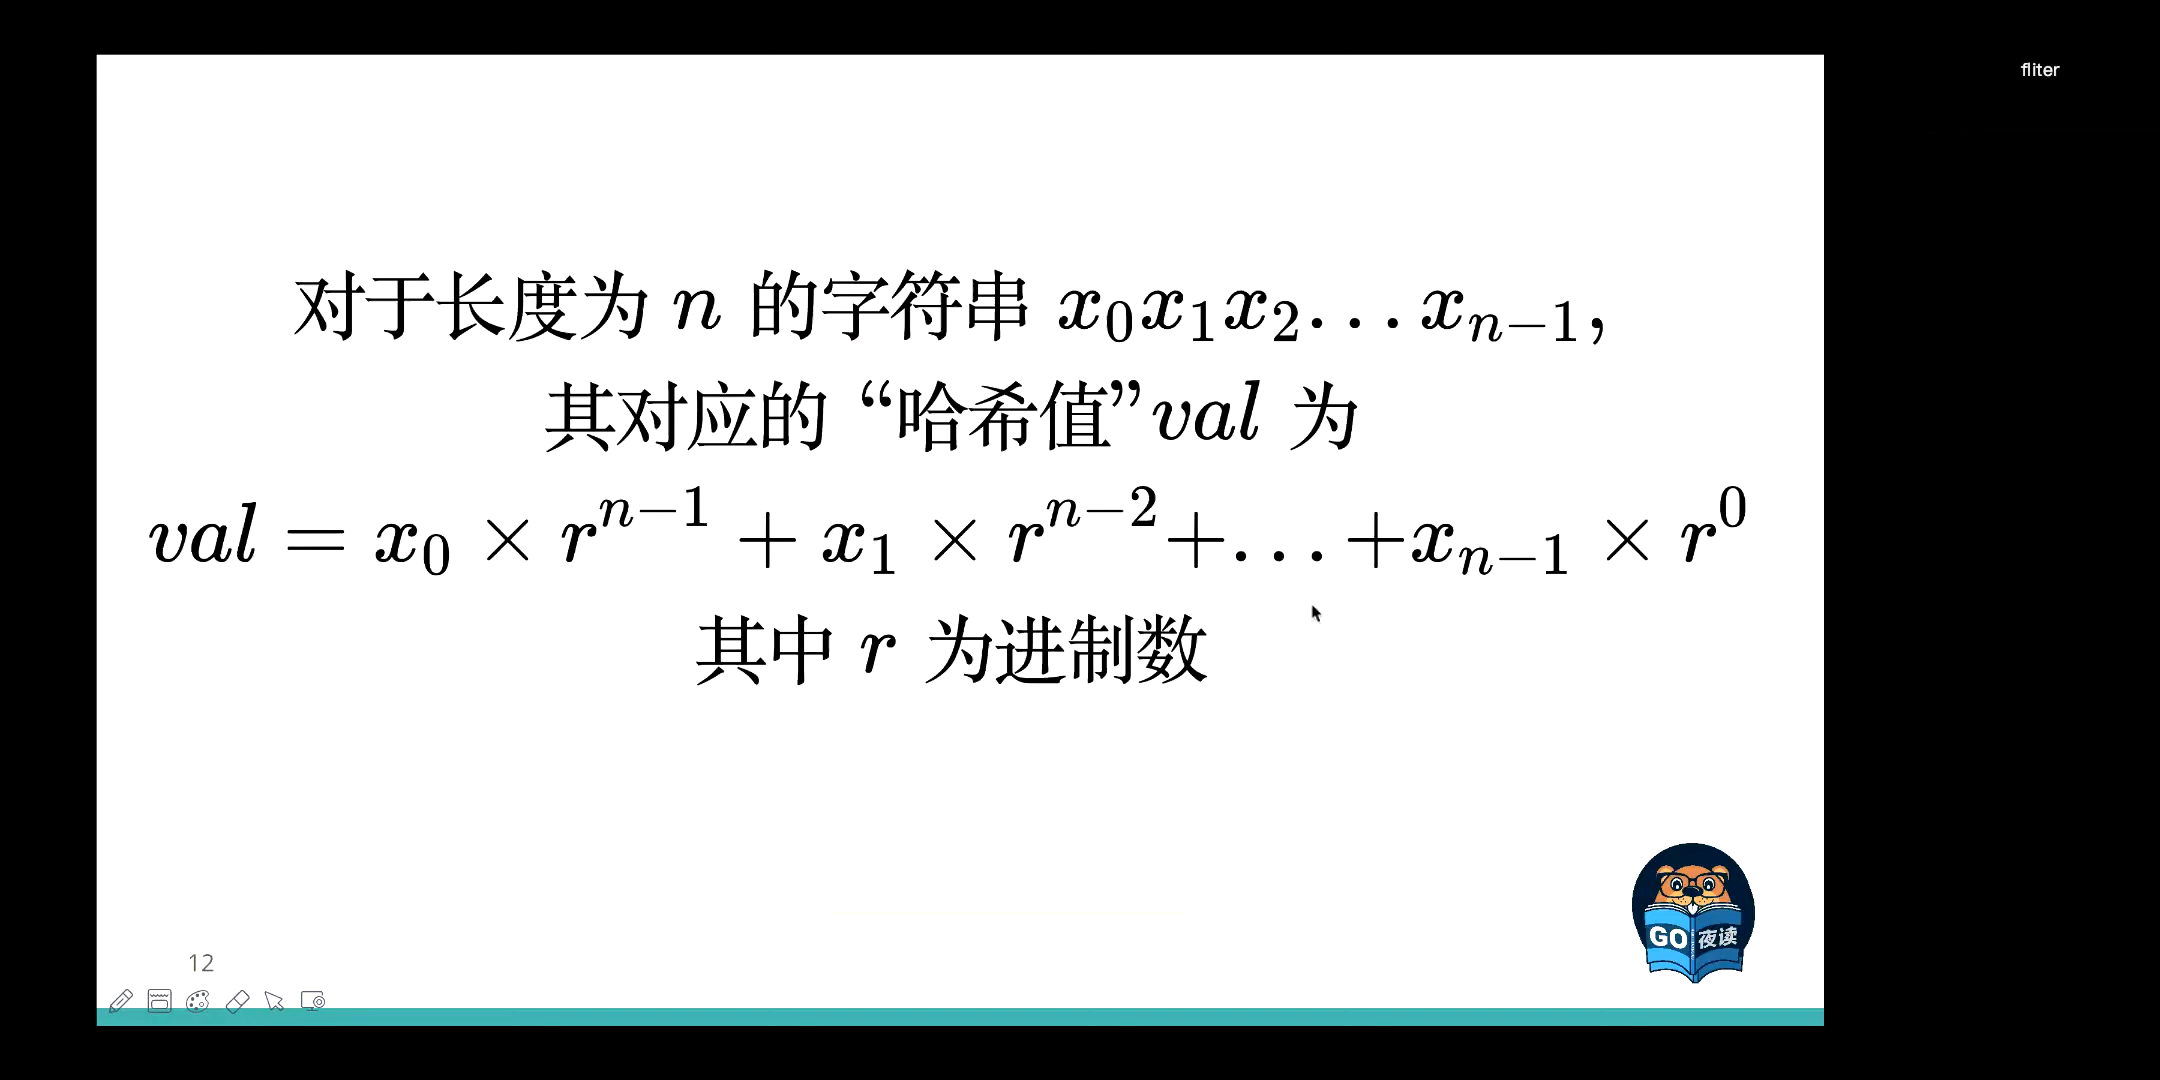 fliter
对于长度为 n 的字符串 x₀x₁x₂...xₙ₋₁,
其对应的 “哈希值”val 为
val = x₀ × rⁿ⁻¹ + x₁ × rⁿ⁻²+...+xₙ₋₁ × r⁰
其中 r 为进制数
GO 夜读
12